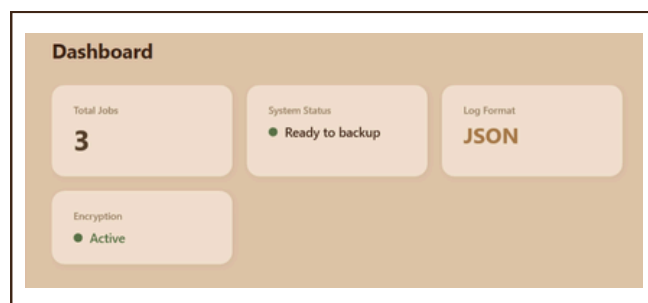 Dashboard
Total Jobs
3
System Status
Ready to backup
Log Format
JSON
Encryption
Active